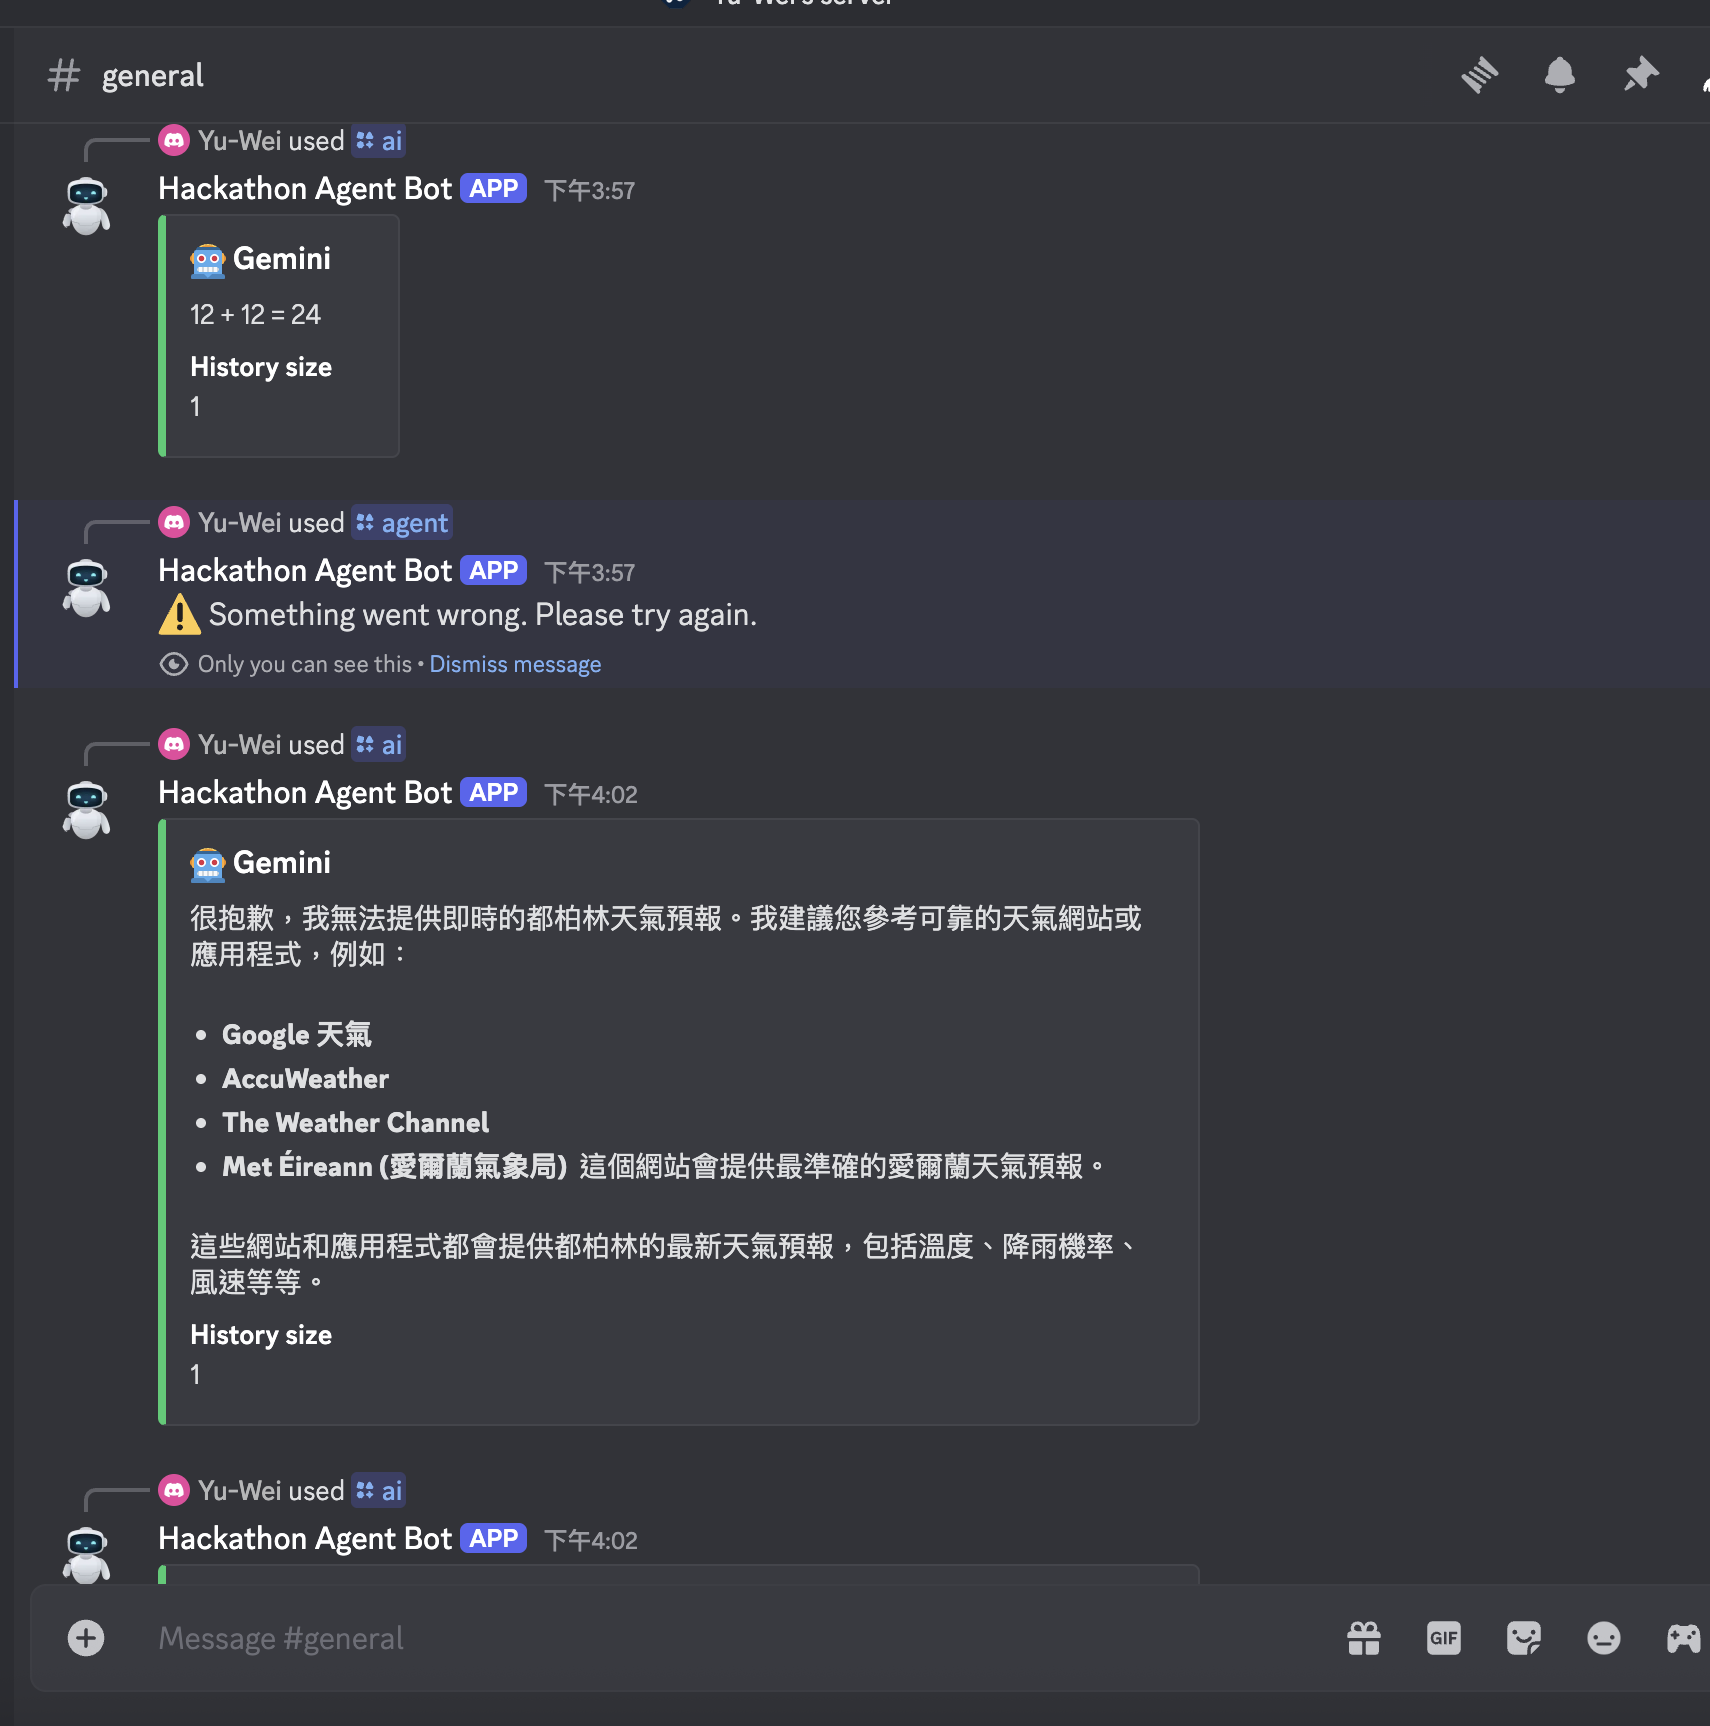 general
Yu-Wei used ai
Hackathon Agent Bot APP 下午3:57
Gemini
12 + 12 = 24
History size
1
Yu-Wei used agent
Hackathon Agent Bot APP 下午3:57
Something went wrong. Please try again.
Only you can see this • Dismiss message
Yu-Wei used ai
Hackathon Agent Bot APP 下午4:02
Gemini
很抱歉，我無法提供即時的都柏林天氣預報。我建議您參考可靠的天氣網站或
應用程式，例如：
• Google 天氣
• AccuWeather
• The Weather Channel
• Met Éireann (愛爾蘭氣象局) 這個網站會提供最準確的愛爾蘭天氣預報。
這些網站和應用程式都會提供都柏林的最新天氣預報，包括溫度、降雨機率、
風速等等。
History size
1
Yu-Wei used ai
Hackathon Agent Bot APP 下午4:02
Message #general
GIF